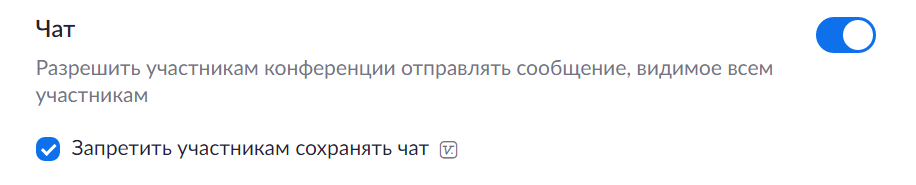 Чат
Разрешить участникам конференции отправлять сообщение, видимое всем
участникам
Запретить участникам сохранять чат